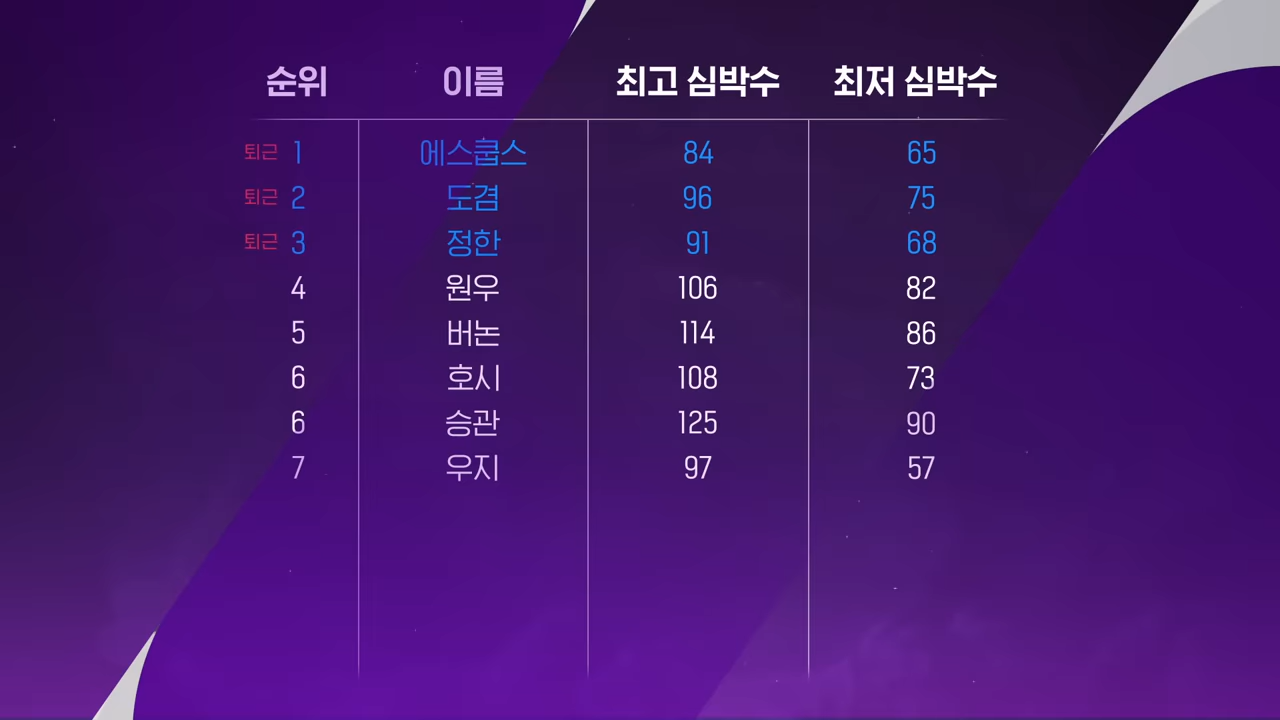 순위 이름 최고 심박수 최저 심박수
퇴근 1 에스쿱스 84 65
퇴근 2 도겸 96 75
퇴근 3 정한 91 68
4 원우 106 82
5 버논 114 86
6 호시 108 73
6 승관 125 90
7 우지 97 57